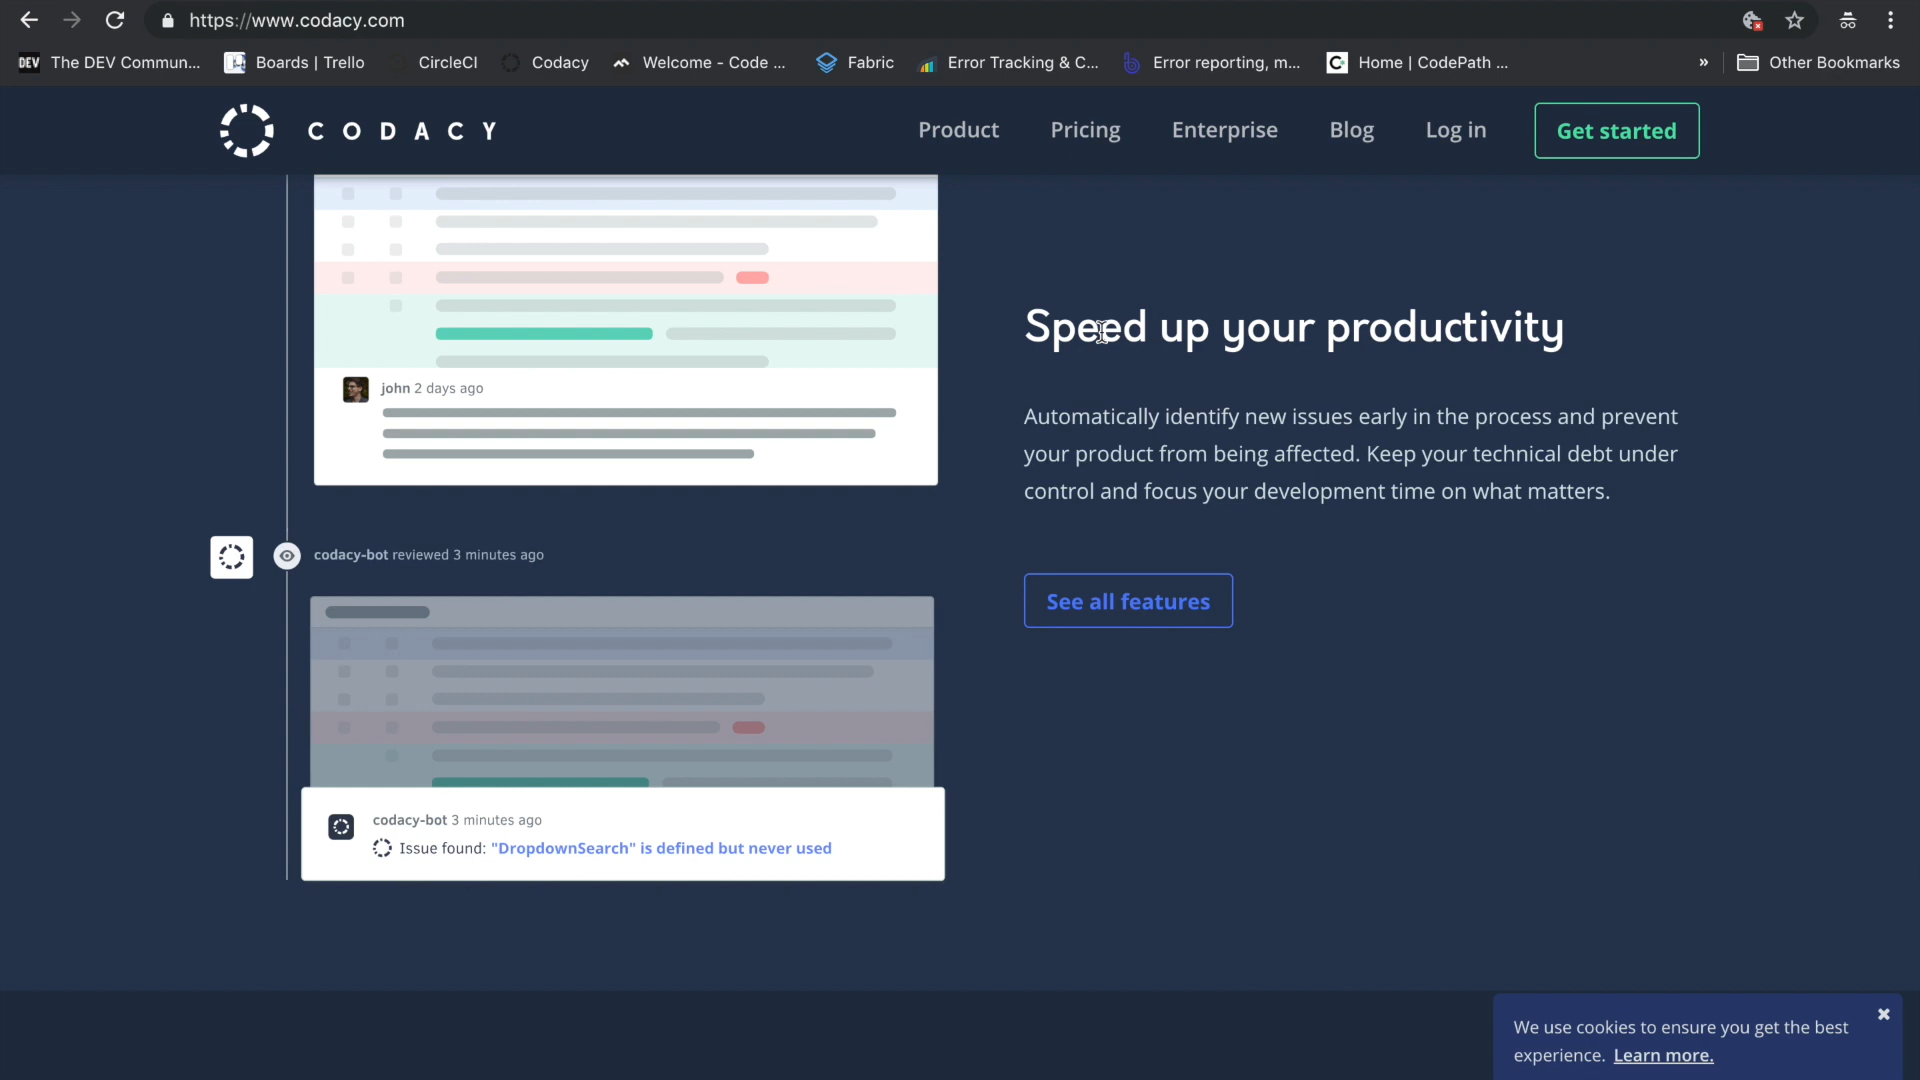 https://www.codacy.com
DEV The DEV Commun... Boards | Trello CircleCI Codacy Welcome - Code ... Fabric Error Tracking & C... Error reporting, m... C Home | CodePath ... » Other Bookmarks
CODACY Product Pricing Enterprise Blog Log in Get started
Speed up your productivity
john 2 days ago
Automatically identify new issues early in the process and prevent
your product from being affected. Keep your technical debt under
control and focus your development time on what matters.
codacy-bot reviewed 3 minutes ago
See all features
codacy-bot 3 minutes ago
Issue found: "DropdownSearch" is defined but never used
We use cookies to ensure you get the best
experience. Learn more.